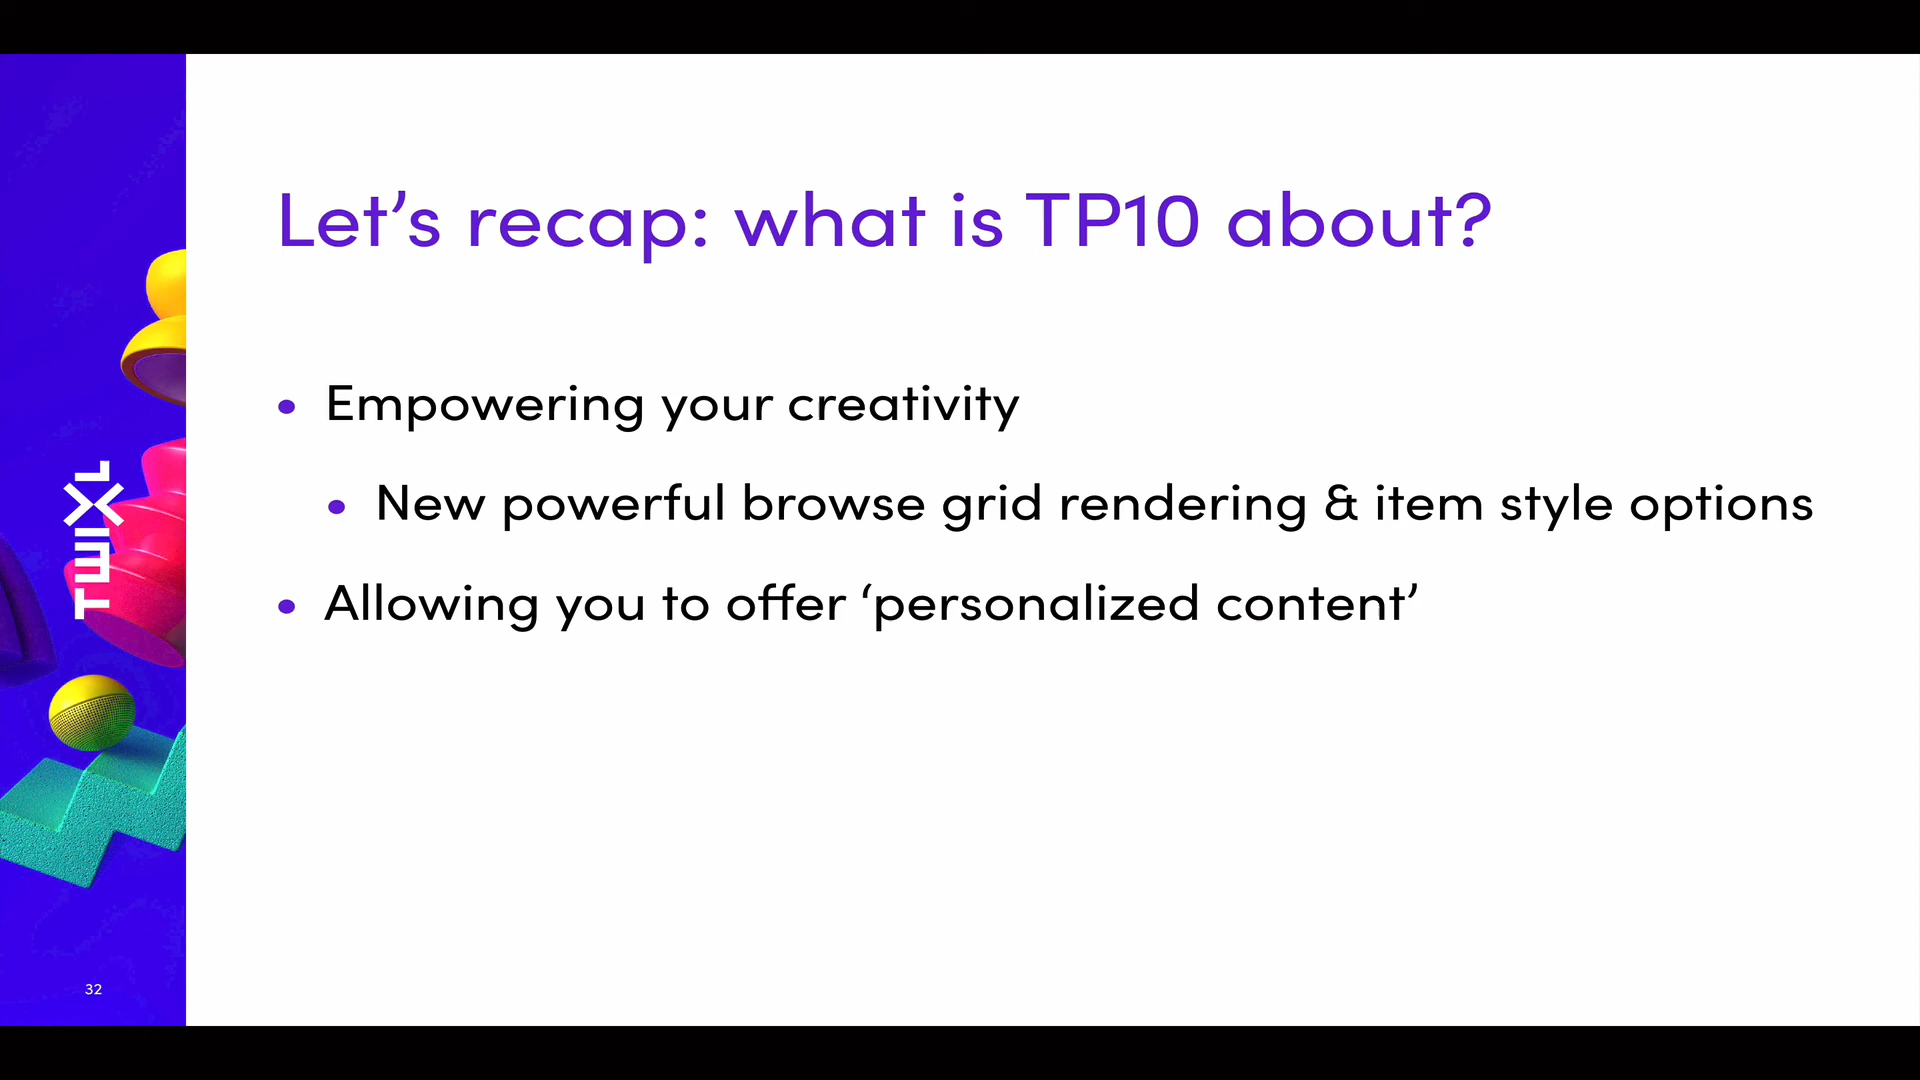 Let’s recap: what is TP10 about?
• Empowering your creativity
• New powerful browse grid rendering & item style options
• Allowing you to offer ‘personalized content’
TWIXL
32